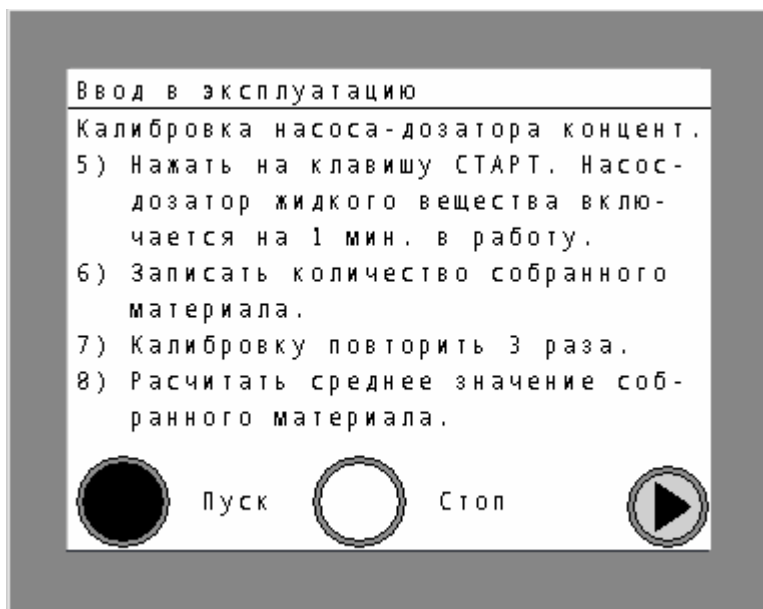 Ввод в эксплуатацию
Калибровка насоса-дозатора концент.
5) Нажать на клавишу СТАРТ. Насос-
дозатор жидкого вещества вклю-
чается на 1 мин. в работу.
6) Записать количество собранного
материала.
7) Калибровку повторить 3 раза.
8) Расчитать среднее значение соб-
ранного материала.
Пуск Стоп